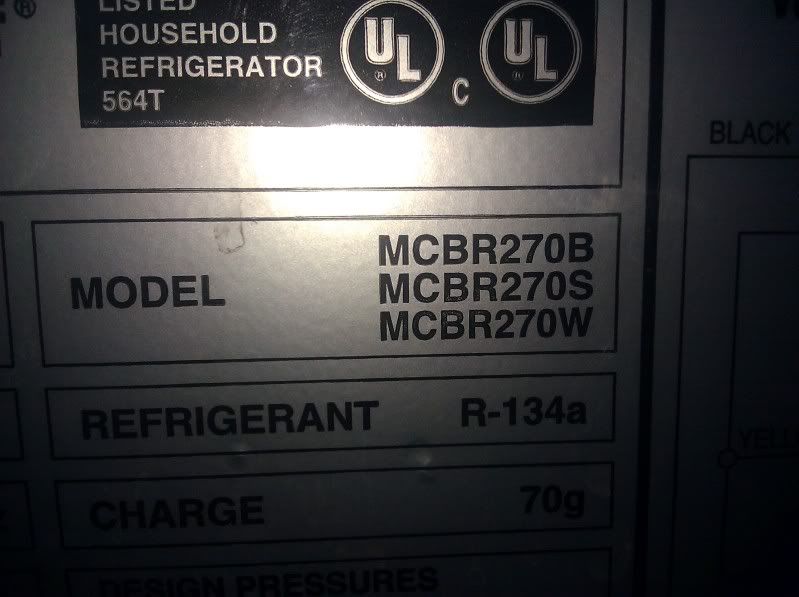 LISTED
HOUSEHOLD
REFRIGERATOR
564T
UL ®
C
UL ®
®
BLACK
MODEL
MCBR270B
MCBR270S
MCBR270W
REFRIGERANT R-134a
CHARGE 70g
DESIGN PRESSURES